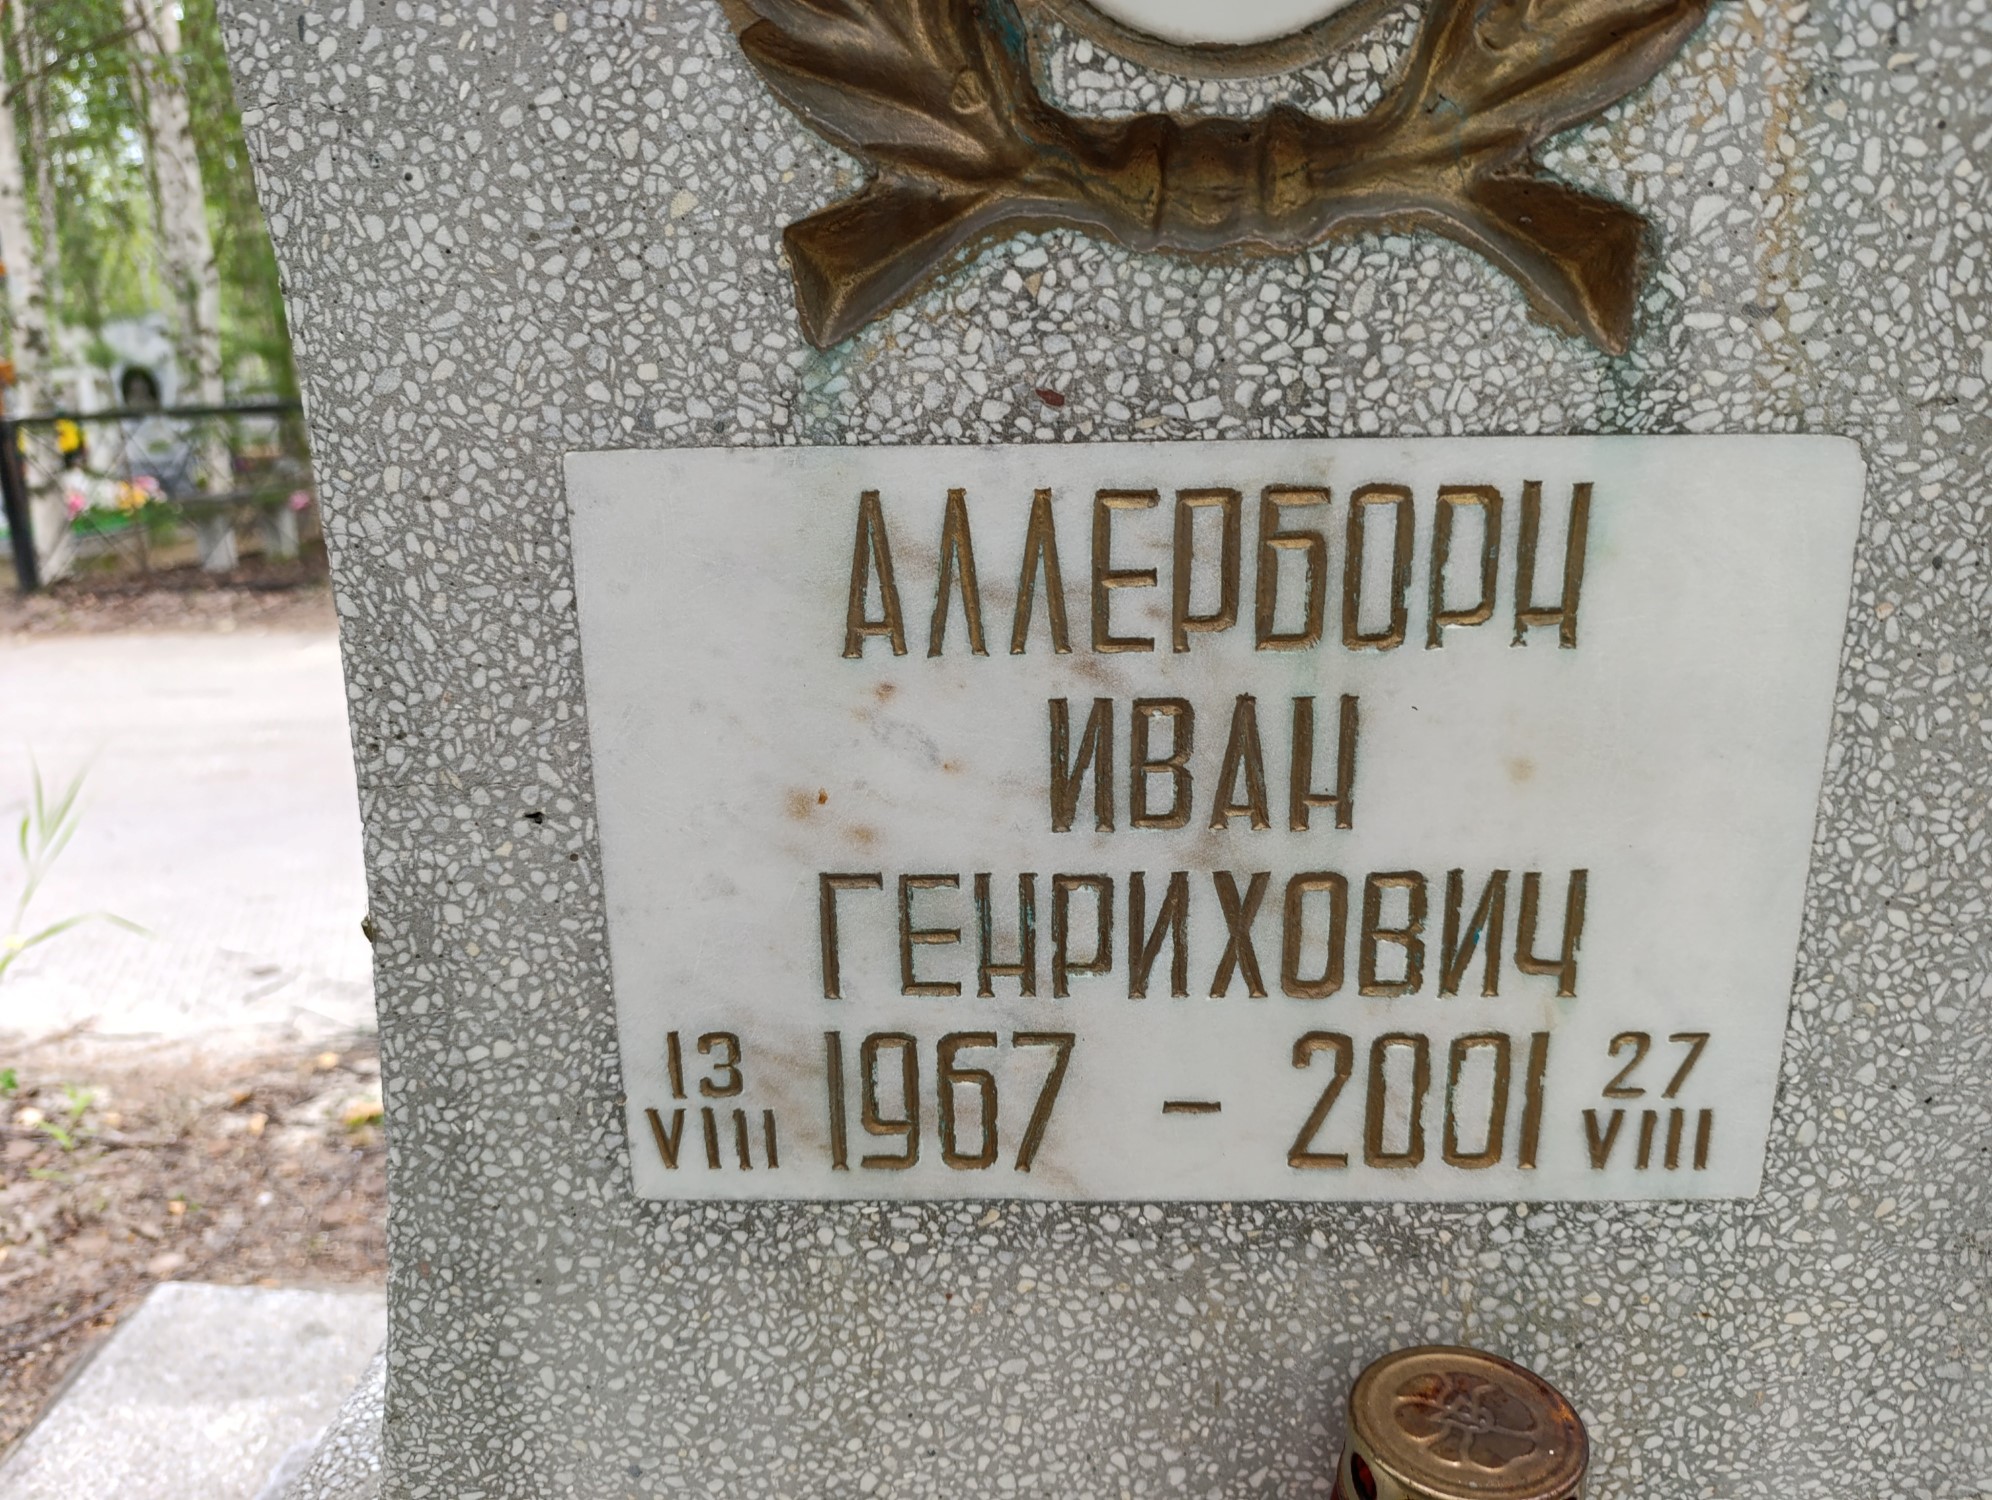 АЛЛЕРБОРН
ИВАН
ГЕНРИХОВИЧ
13 VIII 1967 - 2001 27 VIII